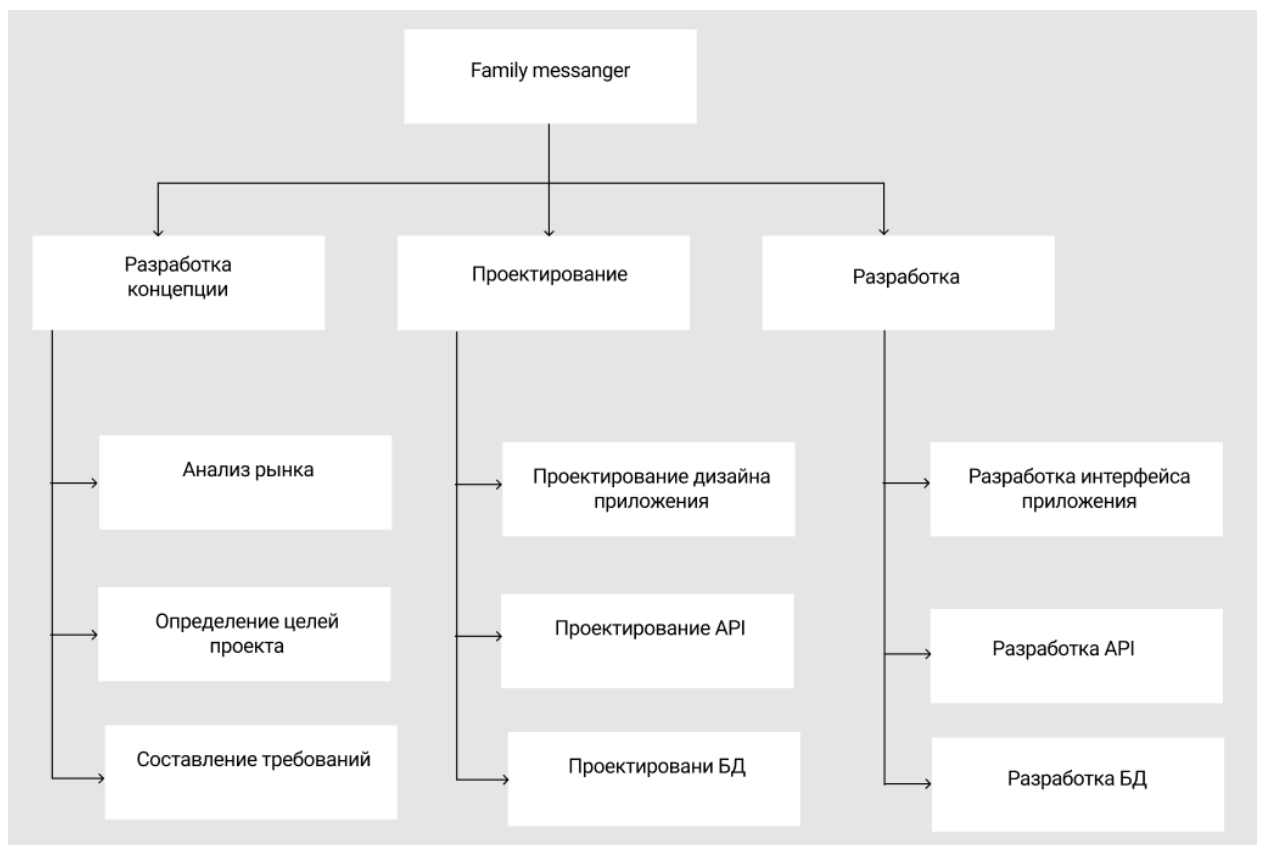 Family messanger
Разработка
концепции
Проектирование
Разработка
Анализ рынка
Проектирование дизайна
приложения
Разработка интерфейса
приложения
Определение целей
проекта
Проектирование API
Разработка API
Составление требований
Проектировани БД
Разработка БД